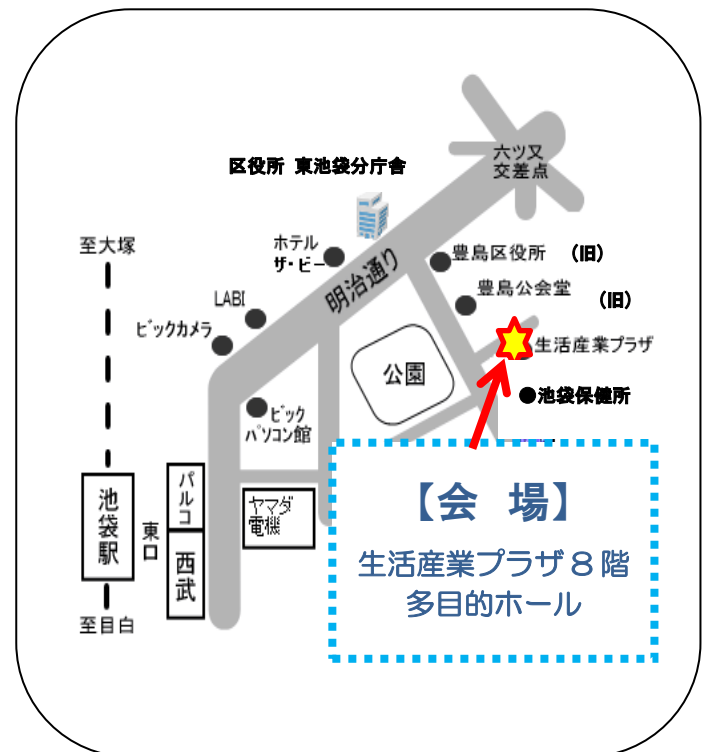 六ツ又
交差点
区役所 東池袋分庁舎
至大塚
ホテル
ザ・ビー
明治通り
豊島区役所 (旧)
豊島公会堂 (旧)
LABI
ビックカメラ
生活産業プラザ
公園
●池袋保健所
ビック
パソコン館
パルコ
ヤマダ
電機
池袋駅
東口
西武
至目白
【会 場】
生活産業プラザ8階
多目的ホール